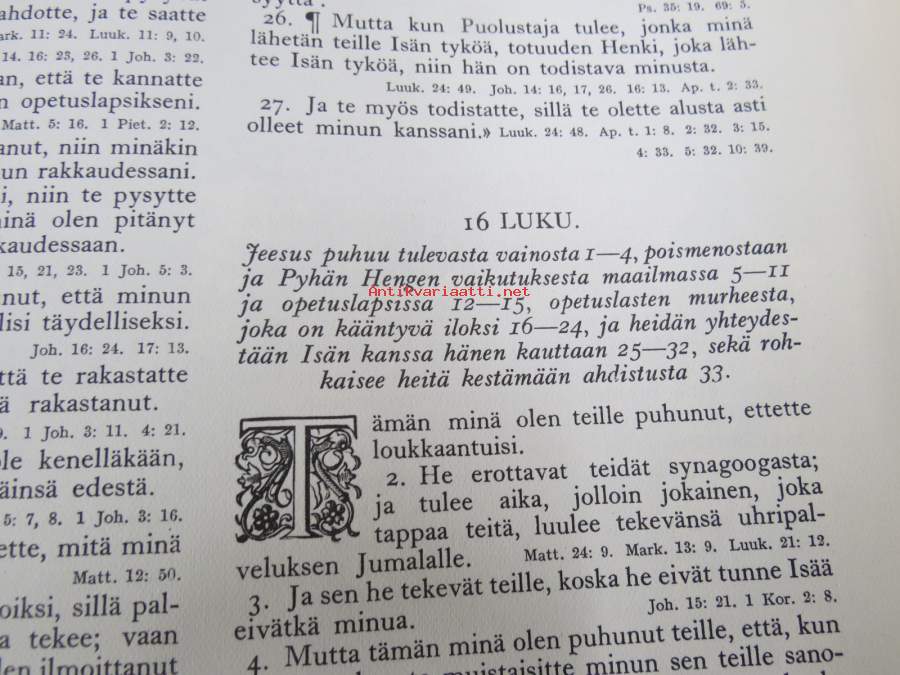 ahdotte, ja te saatte
ark. 11: 24. Luuk. 11: 9, 10.
14. 16: 23, 26. 1 Joh. 3: 22.
an, että te kannatte
n opetuslapsikseni.
Matt. 5: 16. 1 Piet. 2: 12.
anut, niin minäkin
un rakkaudessani.
i, niin te pysytte
inä olen pitänyt
kaudessaan.
15, 21, 23. 1 Joh. 5: 3.
nut, että minun
lisi täydelliseksi.
Joh. 16: 24. 17: 13.
ttä te rakastatte
ä rakastanut.
9. 1 Joh. 3: 11. 4: 21.
ole kenelläkään,
äinsä edestä.
5: 7, 8. 1 Joh. 3: 16.
ette, mitä minä
Matt. 12: 50.
oiksi, sillä pal-
a tekee; vaan
len ilmoittanut
Ps. 35: 19. 69: 5.
26. ¶ Mutta kun Puolustaja tulee, jonka minä
lähetän teille Isän tyköä, totuuden Henki, joka läh-
tee Isän tyköä, niin hän on todistava minusta.
Luuk. 24: 49. Joh. 14: 16, 17, 26. 16: 13. Ap. t. 2: 33.
27. Ja te myös todistatte, sillä te olette alusta asti
olleet minun kanssani.» Luuk. 24: 48. Ap. t. 1: 8. 2: 32. 3: 15.
4: 33. 5: 32. 10: 39.
16 LUKU.
Jeesus puhuu tulevasta vainosta 1—4, poismenostaan
ja Pyhän Hengen vaikutuksesta maailmassa 5—11
Antikvariaatti.net
ja opetuslapsissa 12—15, opetuslasten murheesta,
joka on kääntyvä iloksi 16—24, ja heidän yhteydes-
tään Isän kanssa hänen kauttaan 25—32, sekä roh-
kaisee heitä kestämään ahdistusta 33.
Tämän minä olen teille puhunut, ettette
loukkaantuisi.
2. He erottavat teidät synagoogasta;
ja tulee aika, jolloin jokainen, joka
tappaa teitä, luulee tekevänsä uhripal-
veluksen Jumalalle. Matt. 24: 9. Mark. 13: 9. Luuk. 21: 12.
3. Ja sen he tekevät teille, koska he eivät tunne Isää
eivätkä minua. Joh. 15: 21. 1 Kor. 2: 8.
4. Mutta tämän minä olen puhunut teille, että, kun
muistaisitte minun sen teille sano-